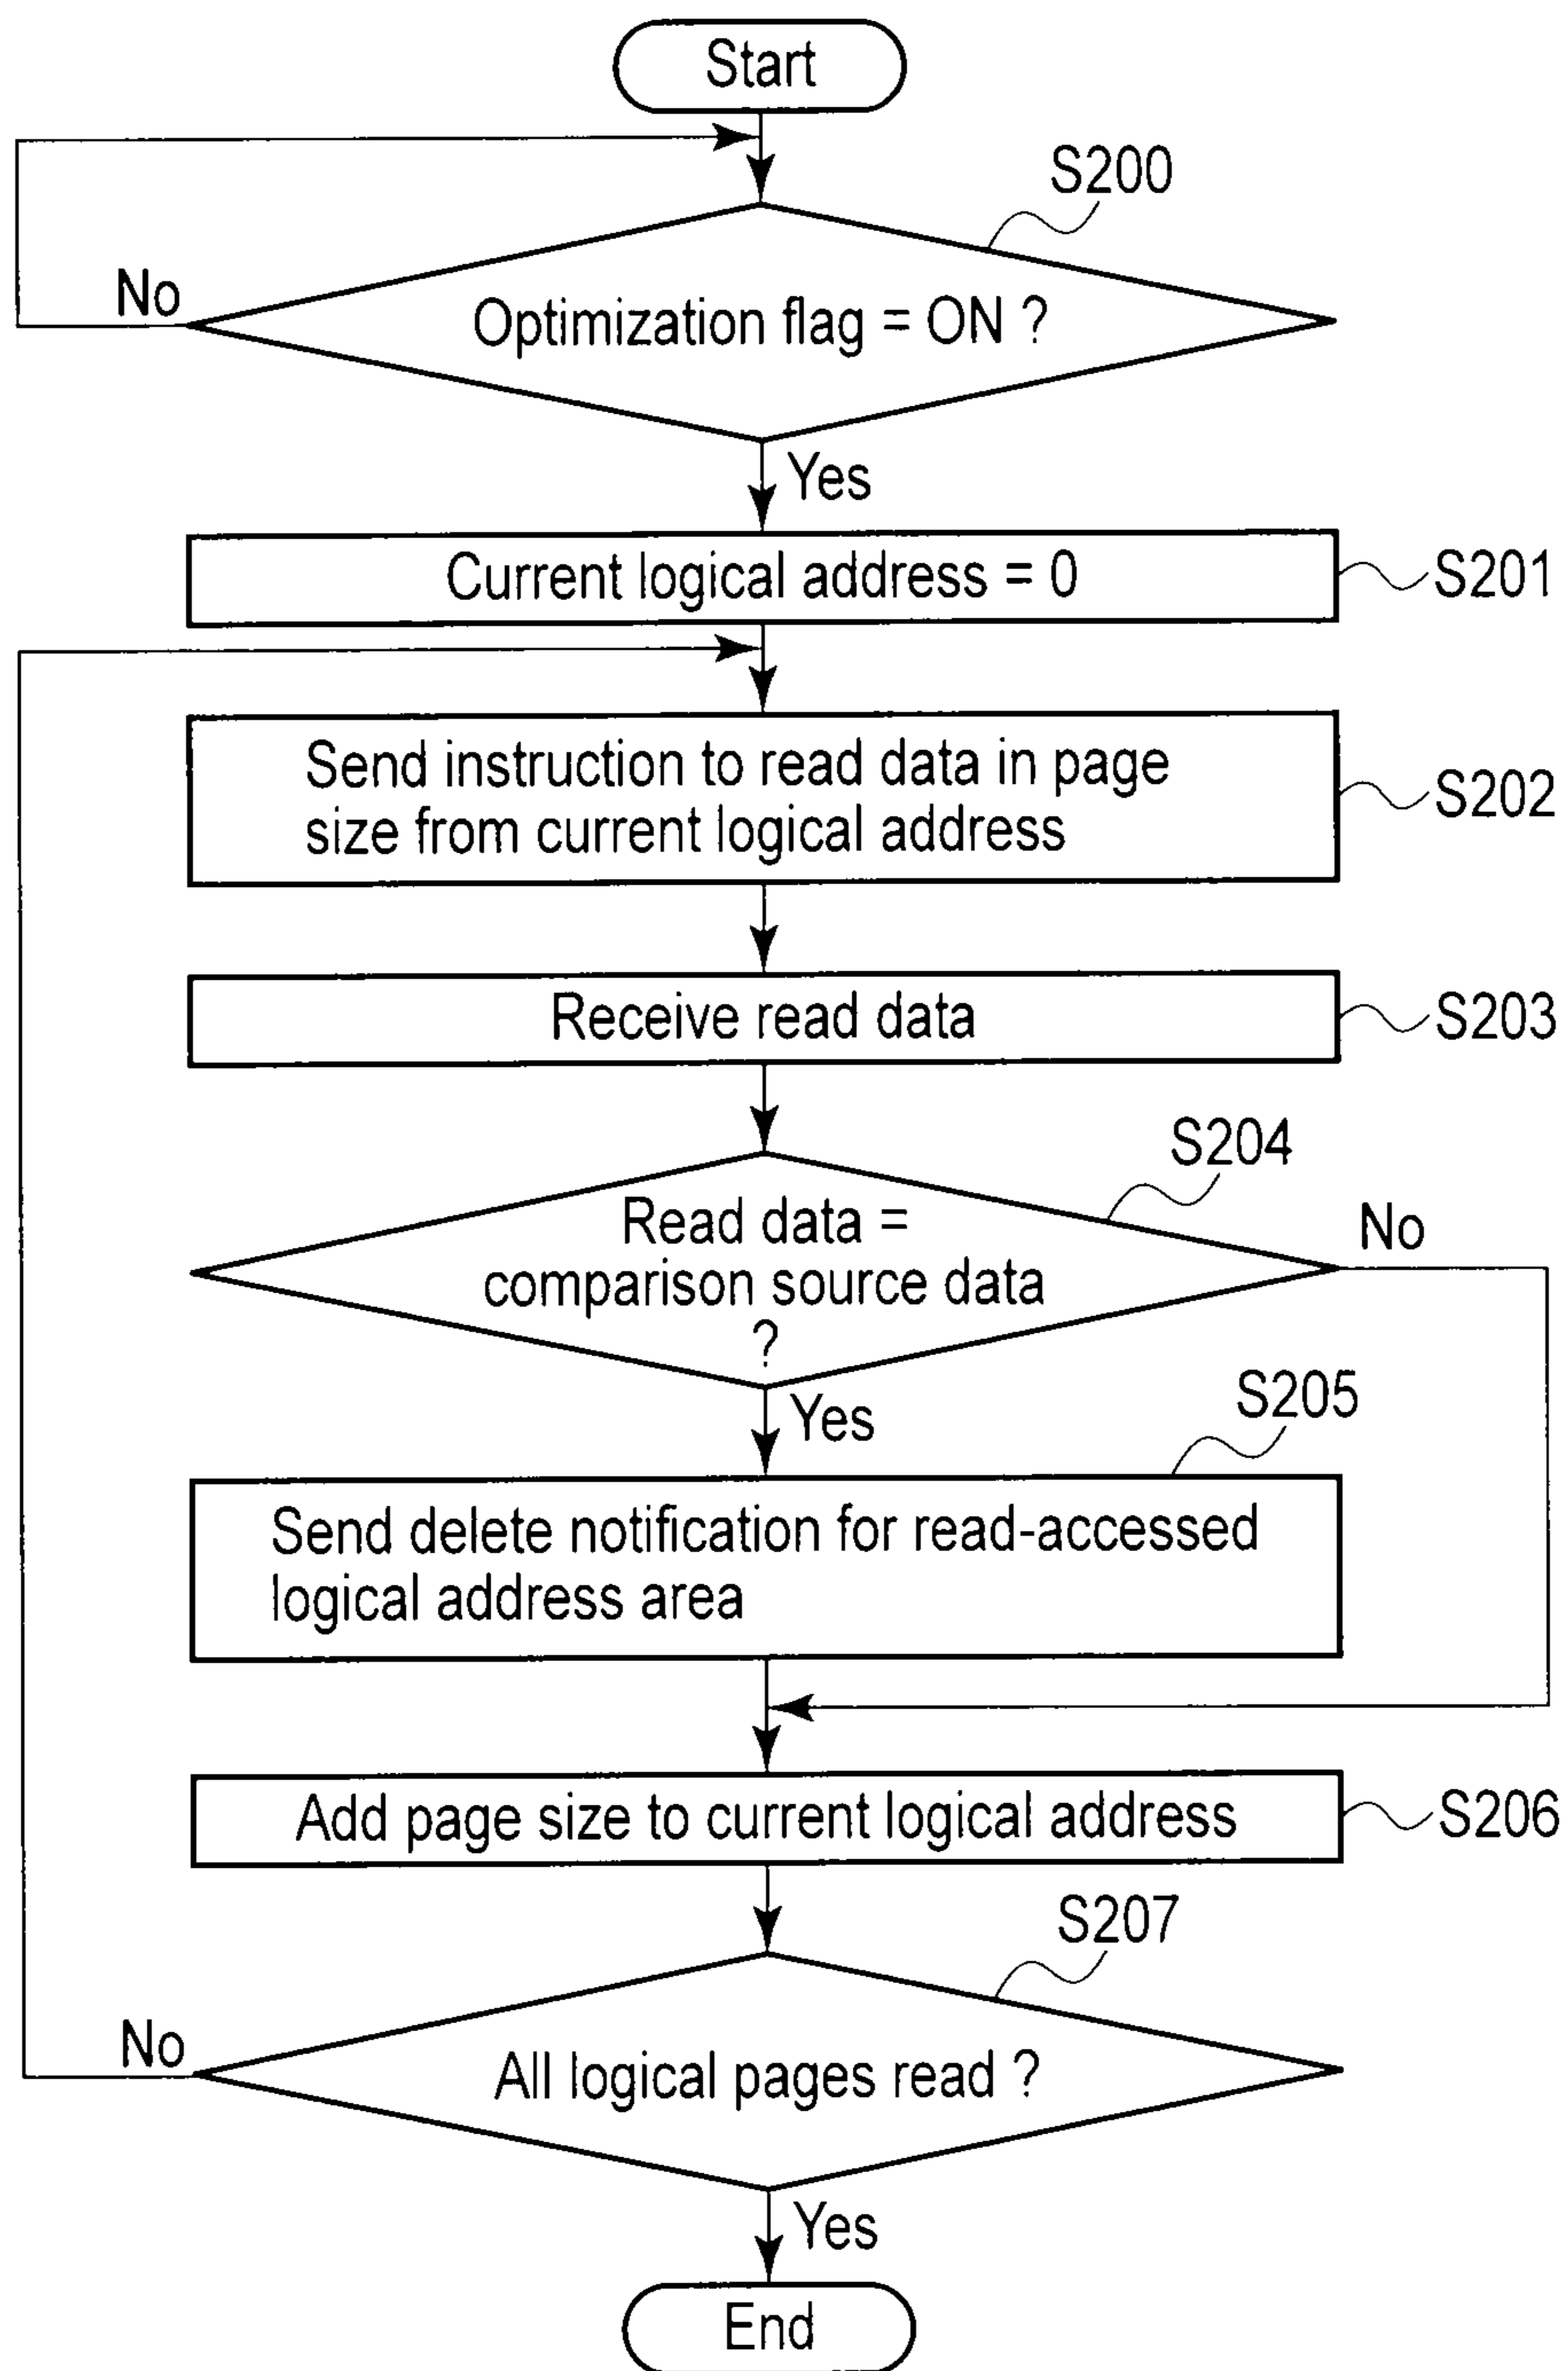 Start
S200
No
Optimization flag = ON ?
Yes
Current logical address = 0
S201
Send instruction to read data in page
size from current logical address
S202
Receive read data
S203
S204
Read data =
comparison source data
?
No
Yes
S205
Send delete notification for read-accessed
logical address area
Add page size to current logical address
S206
S207
No
All logical pages read ?
Yes
End